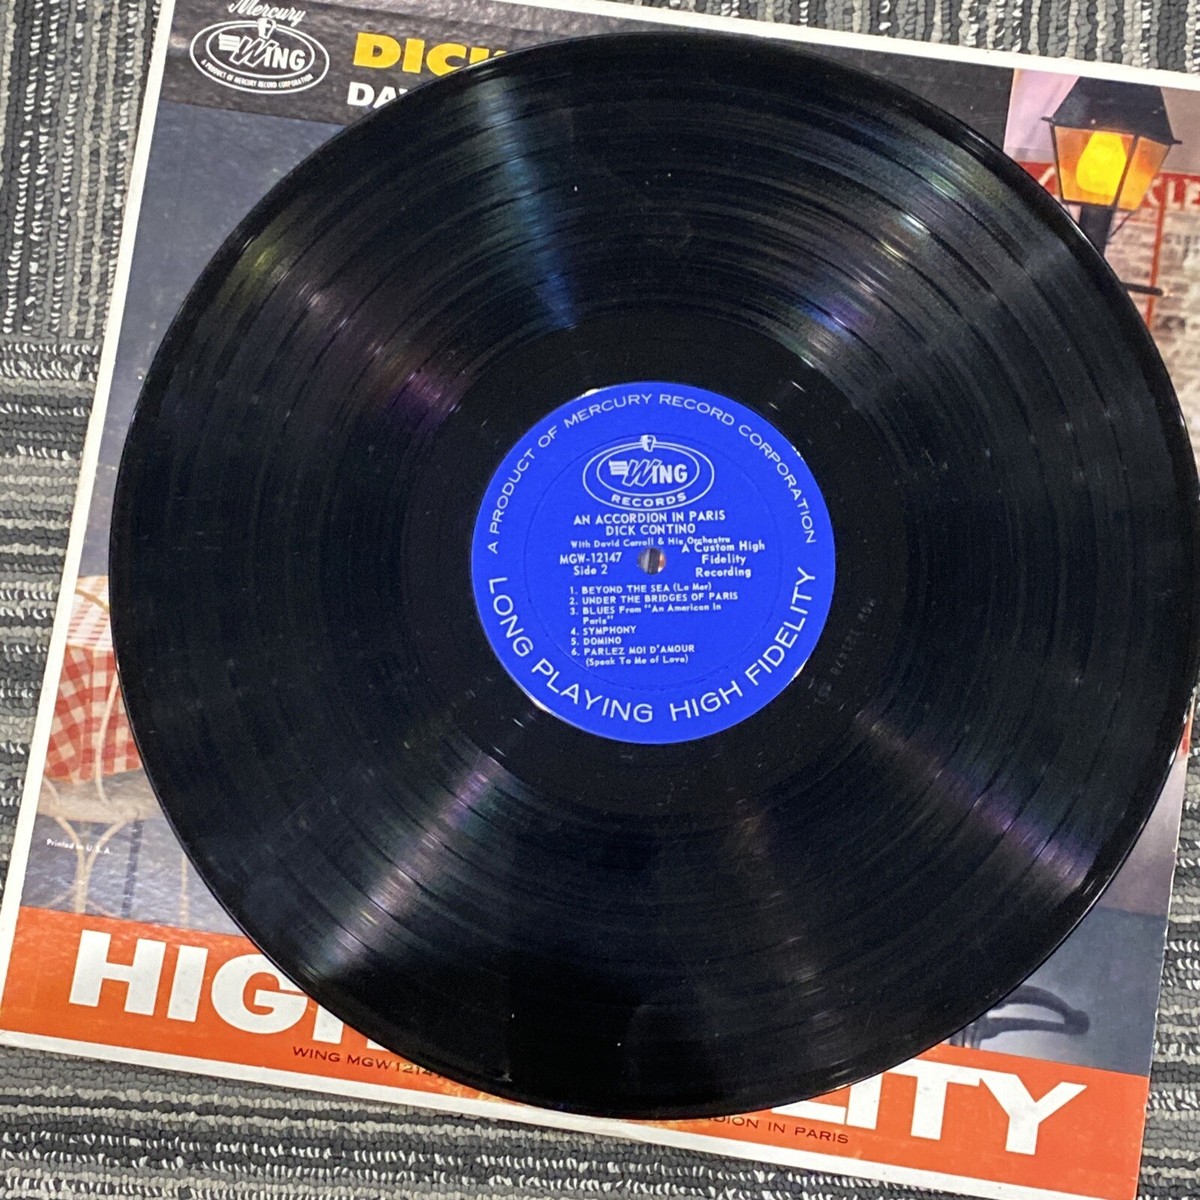 Mercury
WING
A PRODUCT OF MERCURY RECORD CORPORATION
DICK
DAV
KLE
A PRODUCT OF MERCURY RECORD CORPORATION
WING
RECORDS
AN ACCORDION IN PARIS
DICK CONTINO
With David Carroll & His Orchestra
MGW-12147
Side 2
A Custom High
Fidelity
Recording
1. BEYOND THE SEA (La Mer)
2. UNDER THE BRIDGES OF PARIS
3. BLUES From "An American In
Paris"
4. SYMPHONY
5. DOMINO
6. PARLEZ MOI D'AMOUR
(Speak To Me of Love)
LONG PLAYING HIGH FIDELITY
Printed in U.S.A.
HIGH
LITY
WING MGW1214
DION IN PARIS